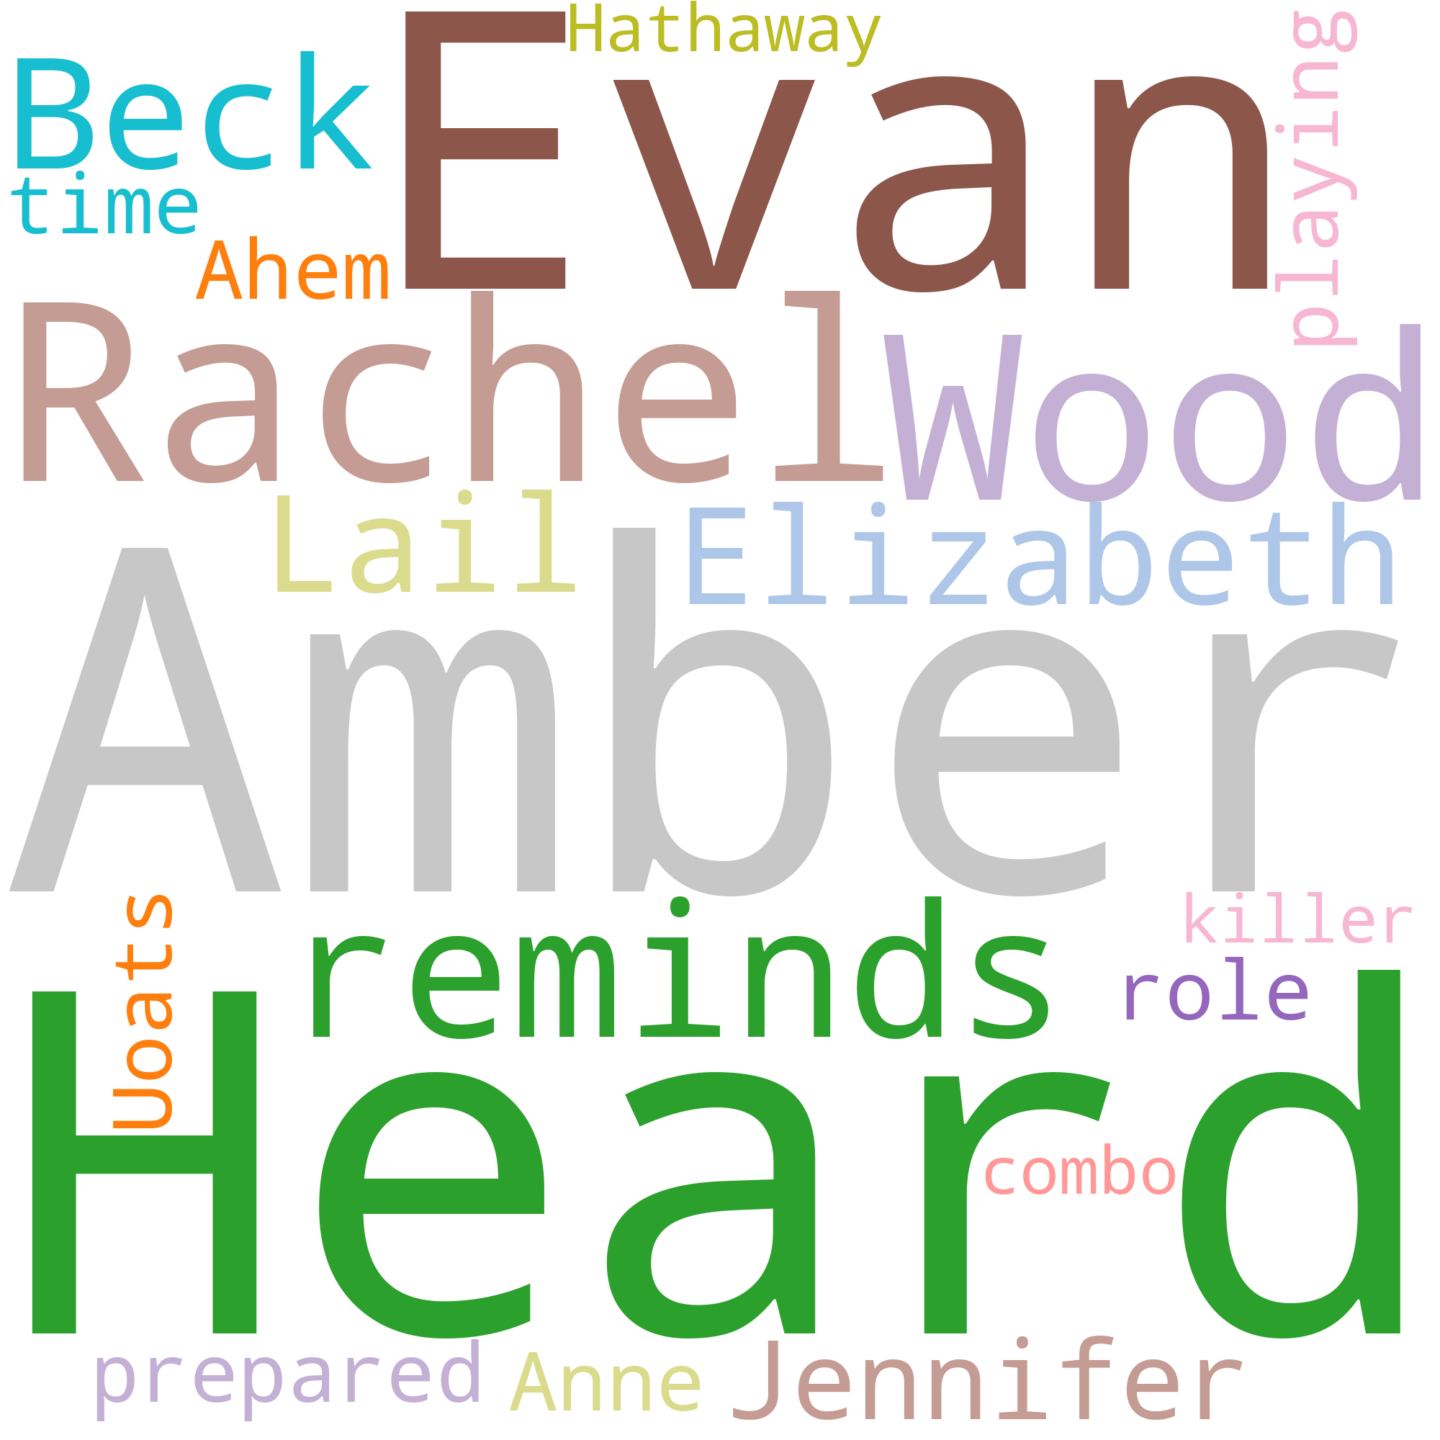 Hathaway
Evan
Beck
playing
time
Ahem
Rachel
Wood
Lail
Elizabeth
Amber
reminds
killer
role
Uoats
Heard
combo
prepared
Anne
Jennifer